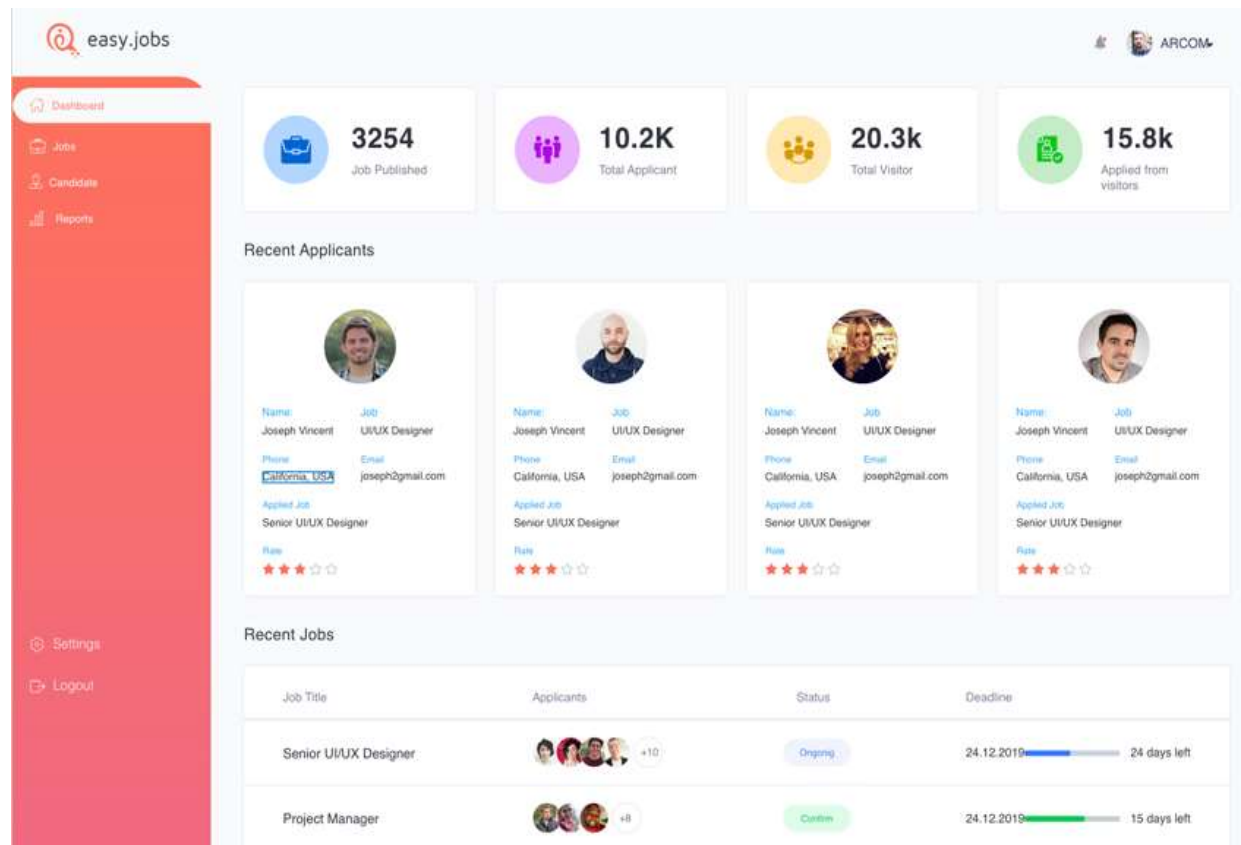 easy.jobs
ARCOM
Dashboard
Jobs
Candidate
Reports
Settings
Logout
3254
Job Published
10.2K
Total Applicant
20.3k
Total Visitor
15.8k
Applied from
visitors
Recent Applicants
Name: Job
Joseph Vincent UI/UX Designer
Phone Email
California, USA joseph2gmail.com
Applied Job
Senior UI/UX Designer
Rate
Name: Job
Joseph Vincent UI/UX Designer
Phone Email
California, USA joseph2gmail.com
Applied Job
Senior UI/UX Designer
Rate
Name: Job
Joseph Vincent UI/UX Designer
Phone Email
California, USA joseph2gmail.com
Applied Job
Senior UI/UX Designer
Rate
Name: Job
Joseph Vincent UI/UX Designer
Phone Email
California, USA joseph2gmail.com
Applied Job
Senior UI/UX Designer
Rate
Recent Jobs
Job Title Applicants Status Deadline
Senior UI/UX Designer +10 24.12.2019 24 days left
Project Manager +8 Confirm 24.12.2019 15 days left